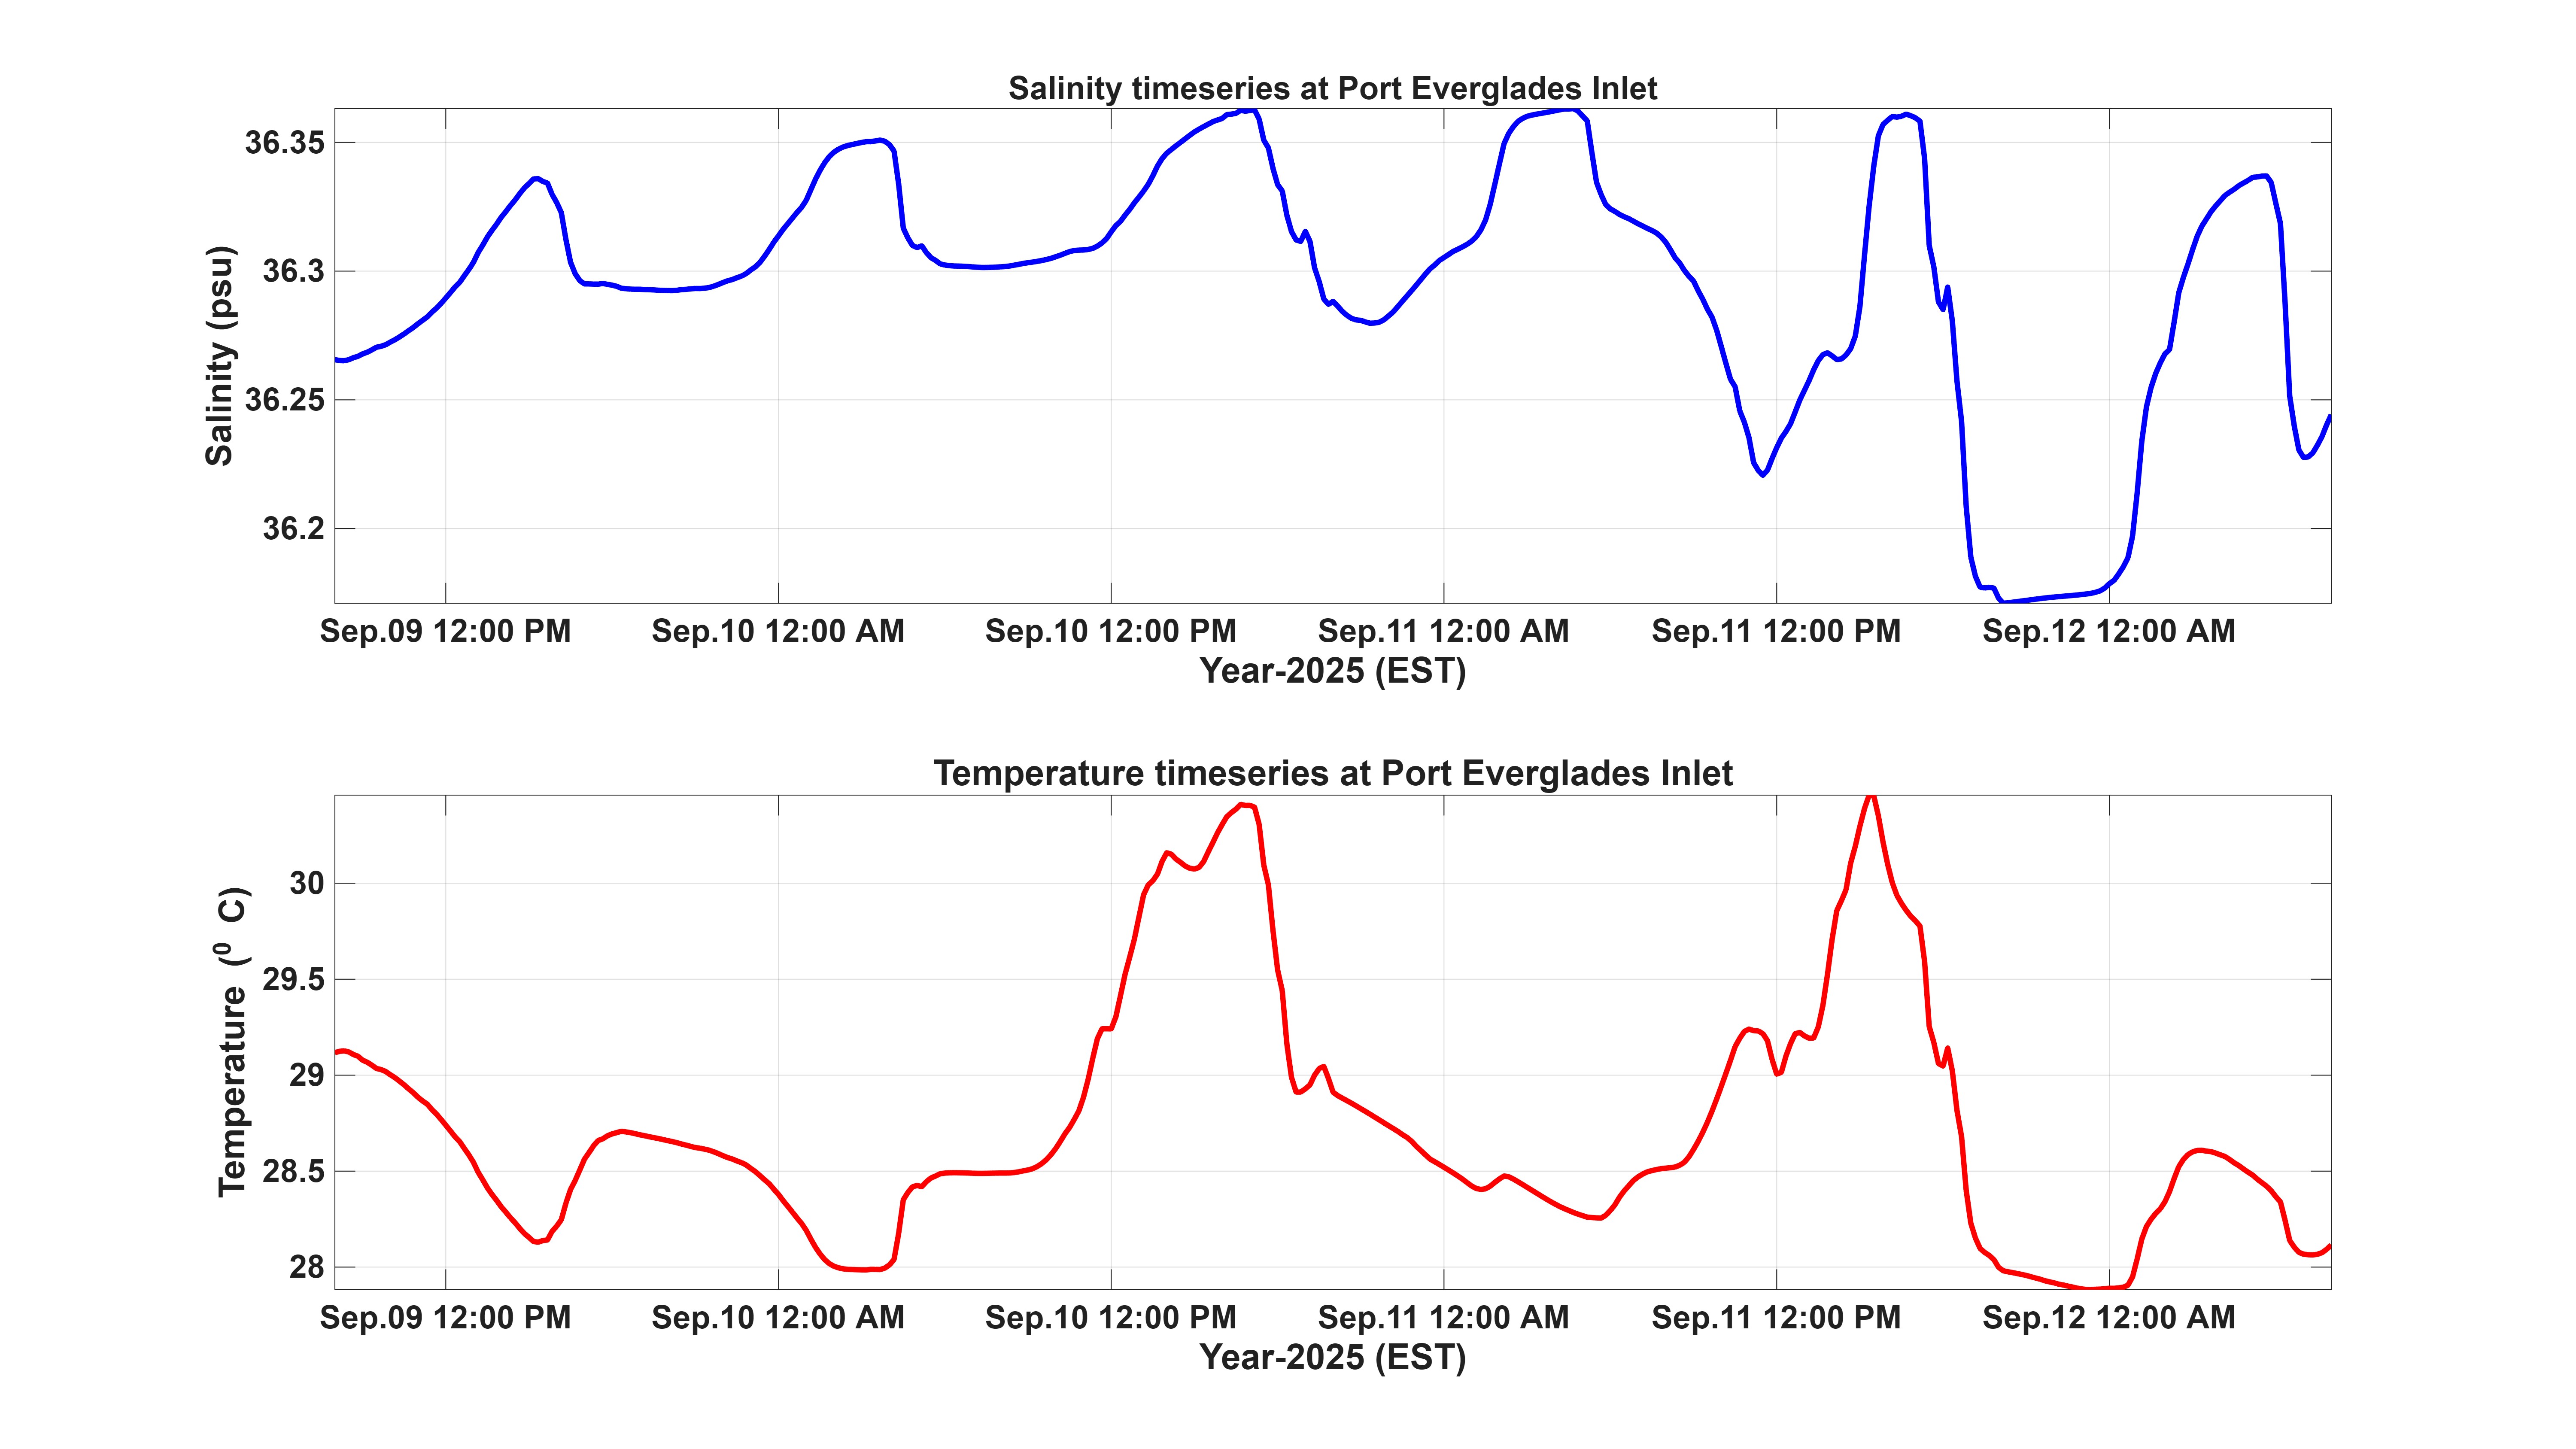 Salinity timeseries at Port Everglades Inlet
Salinity (psu)
36.35
36.3
36.25
36.2
Sep.09 12:00 PM Sep.10 12:00 AM Sep.10 12:00 PM Sep.11 12:00 AM Sep.11 12:00 PM Sep.12 12:00 AM
Year-2025 (EST)
Temperature timeseries at Port Everglades Inlet
Temperature (⁰ C)
30
29.5
29
28.5
28
Sep.09 12:00 PM Sep.10 12:00 AM Sep.10 12:00 PM Sep.11 12:00 AM Sep.11 12:00 PM Sep.12 12:00 AM
Year-2025 (EST)